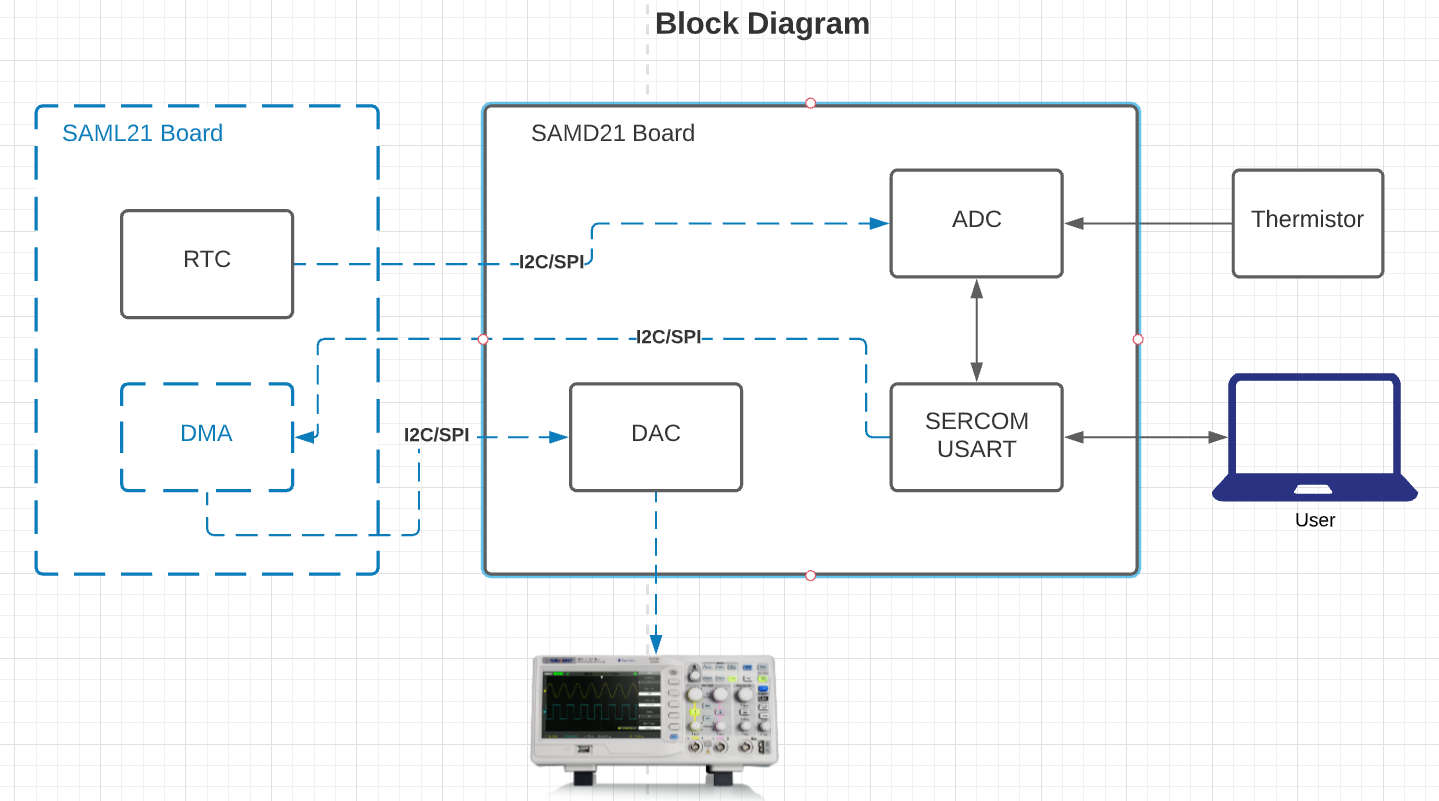 Block Diagram
SAML21 Board
SAMD21 Board
RTC
I2C/SPI
ADC
Thermistor
I2C/SPI
DMA
I2C/SPI
DAC
SERCOM
USART
User